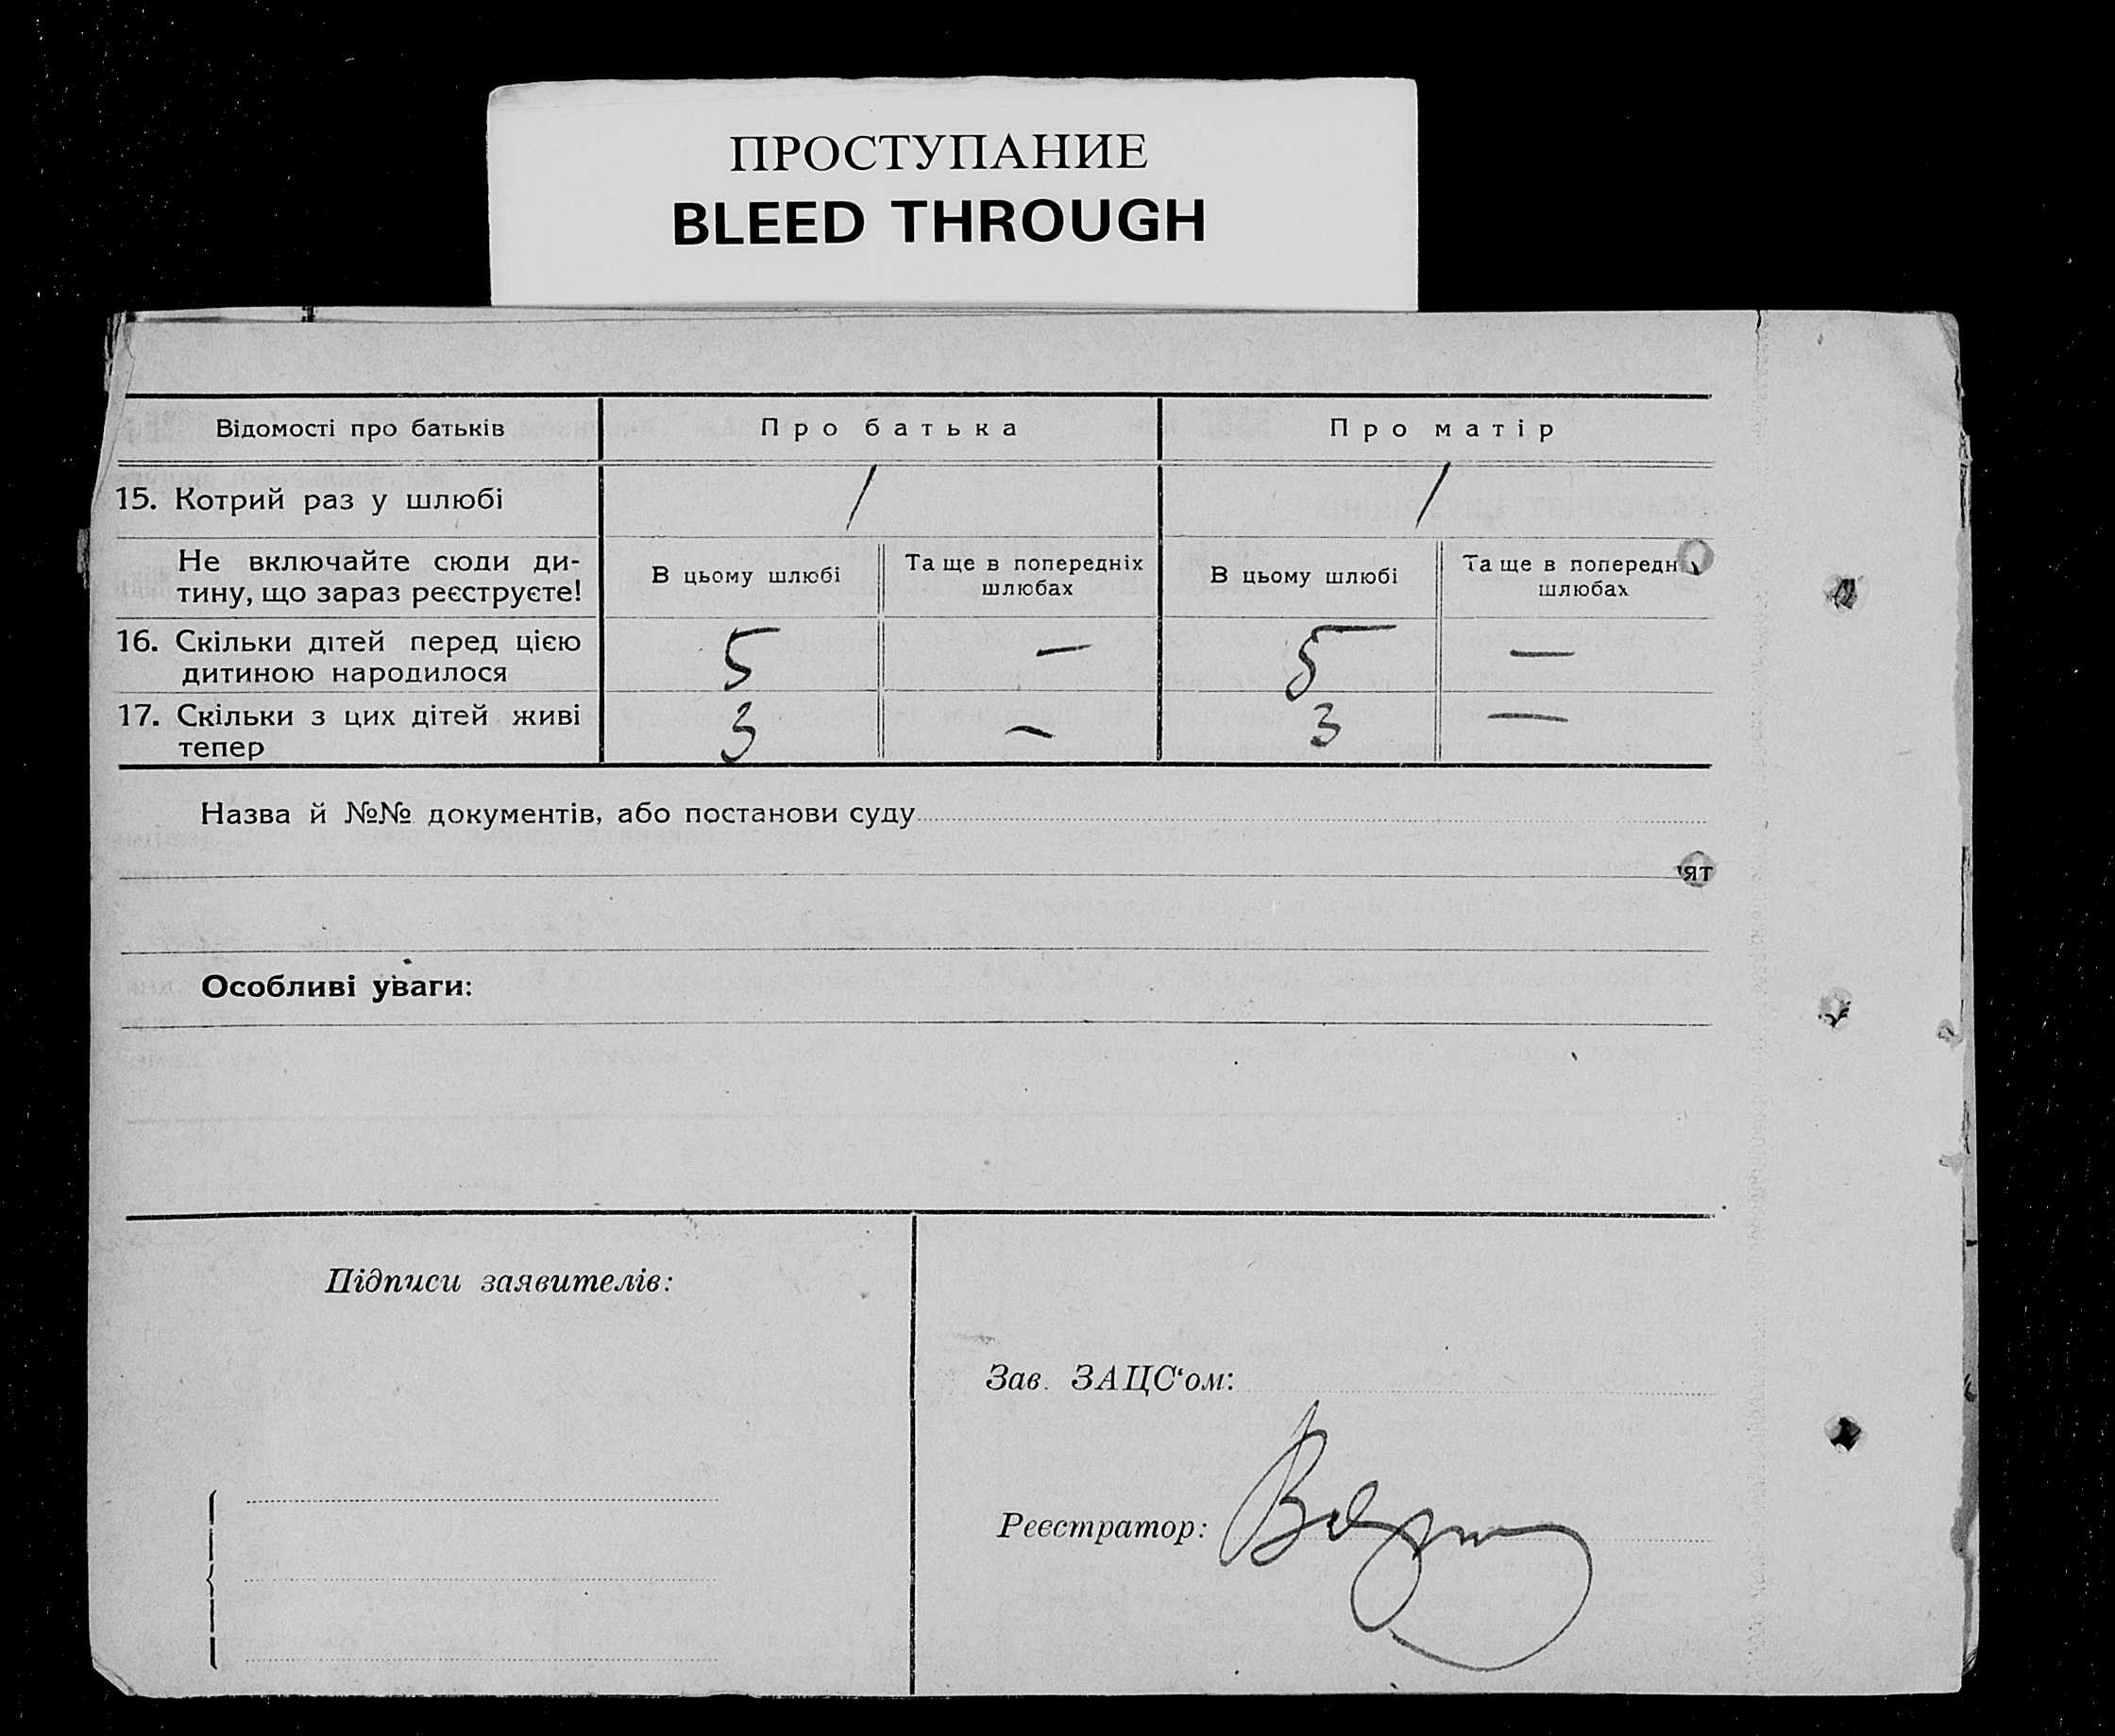 ПРОСТУПАНИЕ
BLEED THROUGH
Відомості про батьків Про батька Про матір
15. Котрий раз у шлюбі / /
Не включайте сюди ди-
тину, що зараз реєструєте!
В цьому шлюбі Та ще в попередніх
шлюбах
В цьому шлюбі Та ще в попередн
шлюбах
16. Скільки дітей перед цією
дитиною народилося
5 — 5 —
17. Скільки з цих дітей живі
тепер
3 — 3 —
Назва й №№ документів, або постанови суду
'ят
Особливі уваги:
Підписи заявителів:
Зав. ЗАЦС‘ом:
Реєстратор: